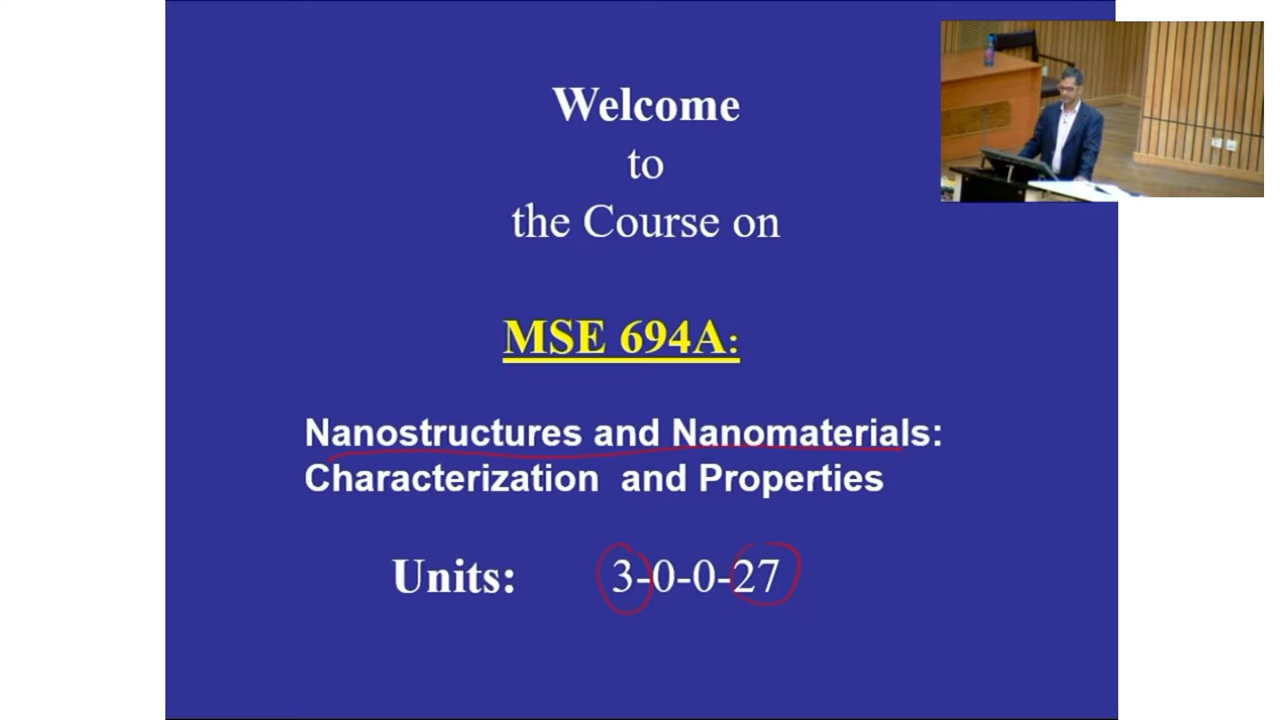 Welcome
to
the Course on
MSE 694A:
Nanostructures and Nanomaterials:
Characterization and Properties
Units: 3-0-0-27